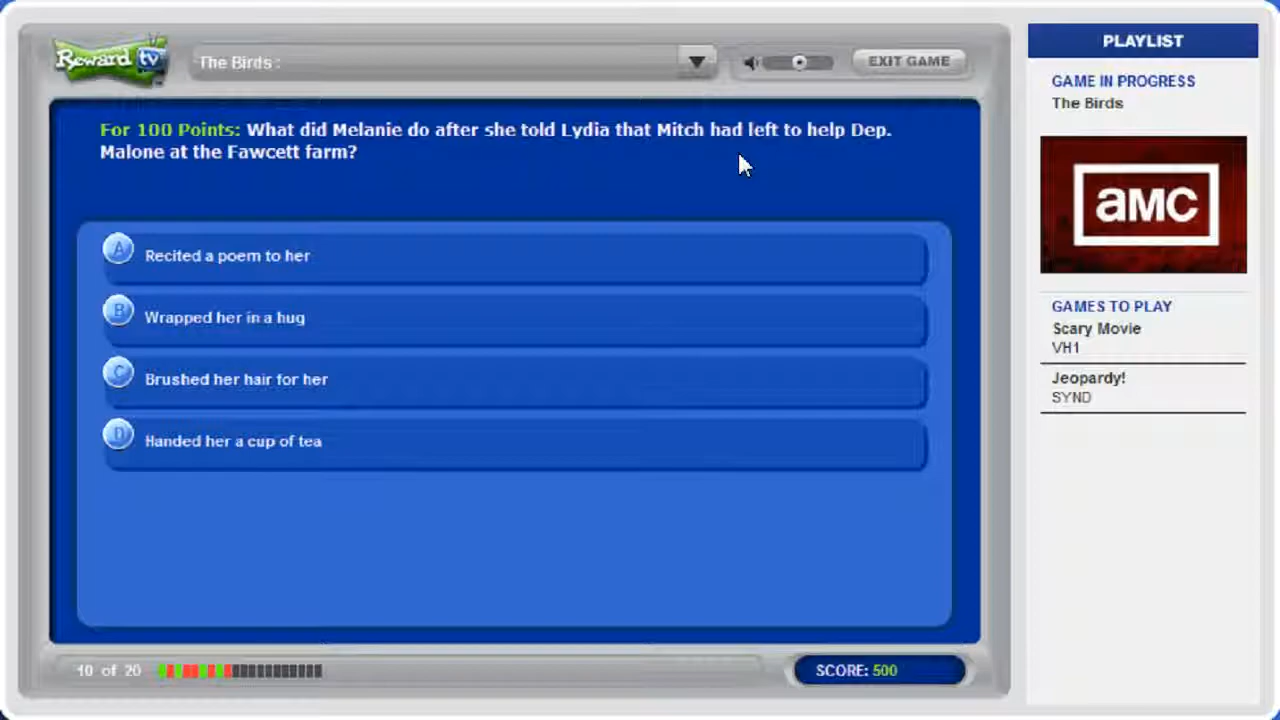 Reward tv
The Birds :
EXIT GAME
For 100 Points: What did Melanie do after she told Lydia that Mitch had left to help Dep.
Malone at the Fawcett farm?
A Recited a poem to her
B Wrapped her in a hug
C Brushed her hair for her
D Handed her a cup of tea
10 of 20
SCORE: 500
PLAYLIST
GAME IN PROGRESS
The Birds
aMC
GAMES TO PLAY
Scary Movie
VH1
Jeopardy!
SYND